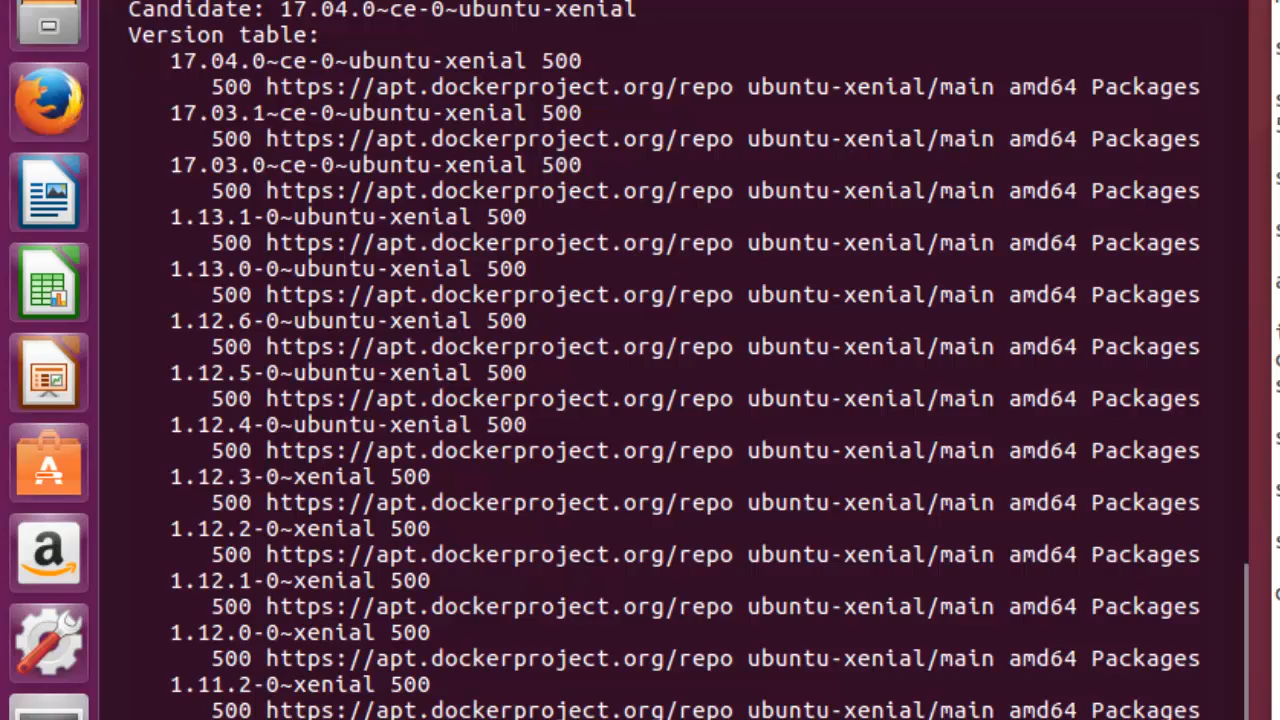 Candidate: 17.04.0~ce-0~ubuntu-xenial
Version table:
17.04.0~ce-0~ubuntu-xenial 500
500 https://apt.dockerproject.org/repo ubuntu-xenial/main amd64 Packages
17.03.1~ce-0~ubuntu-xenial 500
500 https://apt.dockerproject.org/repo ubuntu-xenial/main amd64 Packages
17.03.0~ce-0~ubuntu-xenial 500
500 https://apt.dockerproject.org/repo ubuntu-xenial/main amd64 Packages
1.13.1-0~ubuntu-xenial 500
500 https://apt.dockerproject.org/repo ubuntu-xenial/main amd64 Packages
1.13.0-0~ubuntu-xenial 500
500 https://apt.dockerproject.org/repo ubuntu-xenial/main amd64 Packages
1.12.6-0~ubuntu-xenial 500
500 https://apt.dockerproject.org/repo ubuntu-xenial/main amd64 Packages
1.12.5-0~ubuntu-xenial 500
500 https://apt.dockerproject.org/repo ubuntu-xenial/main amd64 Packages
1.12.4-0~ubuntu-xenial 500
500 https://apt.dockerproject.org/repo ubuntu-xenial/main amd64 Packages
1.12.3-0~xenial 500
500 https://apt.dockerproject.org/repo ubuntu-xenial/main amd64 Packages
1.12.2-0~xenial 500
500 https://apt.dockerproject.org/repo ubuntu-xenial/main amd64 Packages
1.12.1-0~xenial 500
500 https://apt.dockerproject.org/repo ubuntu-xenial/main amd64 Packages
1.12.0-0~xenial 500
500 https://apt.dockerproject.org/repo ubuntu-xenial/main amd64 Packages
1.11.2-0~xenial 500
500 https://apt.dockerproject.org/repo ubuntu-xenial/main amd64 Packages